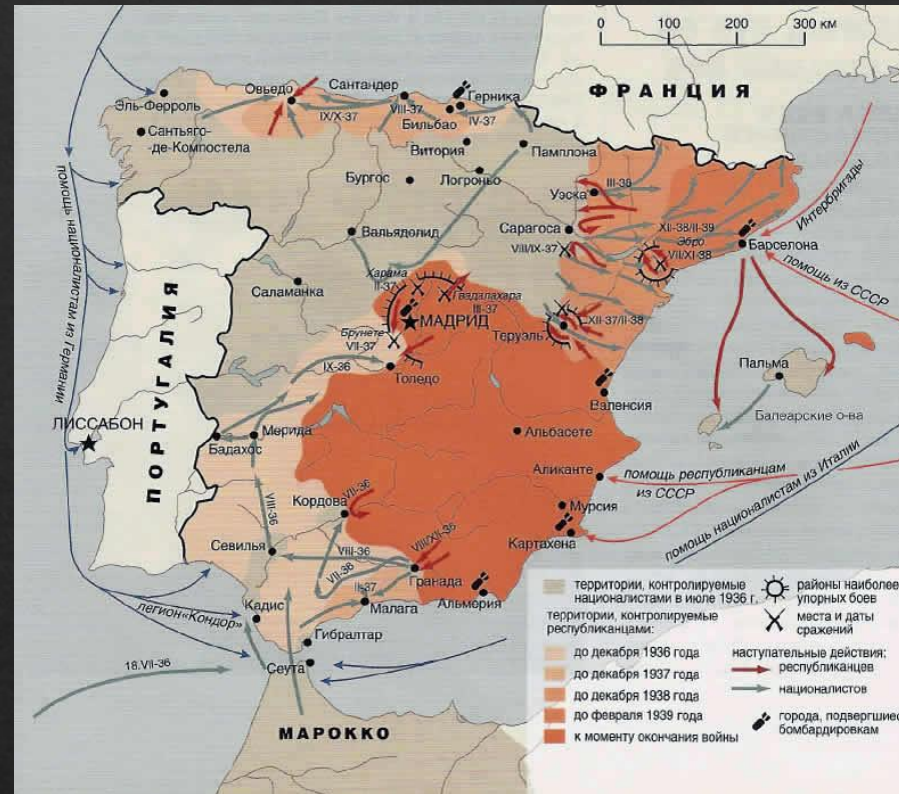 0 100 200 300 км
ФРАНЦИЯ
Овьедо
Сантандер
Герника
Эль-Ферроль
IX/X-37
VIII-37
Бильбао
IV-37
Сантьяго-
-де-Компостела
Витория
Памплона
Бургос
Логроньо
Уэска
III-38
Интербригады
помощь националистам из Германии
Вальядолид
Сарагоса
VIII/IX-37
XII-38/II-39
Эбро
VII/XI-38
Барселона
помощь из СССР
Саламанка
Харама
II-37
Гвадалахара
III-37
МАДРИД
Брунете
VII-37
Теруэль
XII-37/II-38
ПОРТУГАЛИЯ
IX-36
Толедо
Пальма
Валенсия
Балеарские о-ва
ЛИССАБОН
Бадахос
Мерида
Альбасете
Аликанте
помощь республиканцам
из СССР
помощь националистам из Италии
VIII-36
Кордова
VII-36
Мурсия
Картахена
Севилья
VIII-36
VIII/XII-36
VII-36
Гранада
легион «Кондор»
Кадис
II-37
Малага
Альмерия
Гибралтар
Сеута
18.VII-36
МАРОККО
территории, контролируемые
националистами в июле 1936 г.
территории, контролируемые
республиканцами:
до декабря 1936 года
до декабря 1937 года
до декабря 1938 года
до февраля 1939 года
к моменту окончания войны
районы наиболее
упорных боев
места и даты
сражений
наступательные действия:
республиканцев
националистов
города, подвергшиес
бомбардировкам